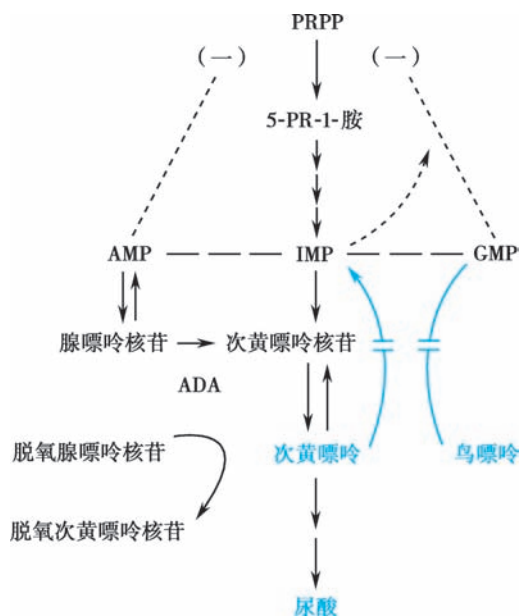 PRPP
(一) (一)
5-PR-1-胺
AMP IMP GMP
腺嘌呤核苷 次黄嘌呤核苷
ADA
脱氧腺嘌呤核苷 次黄嘌呤 鸟嘌呤
脱氧次黄嘌呤核苷
尿酸